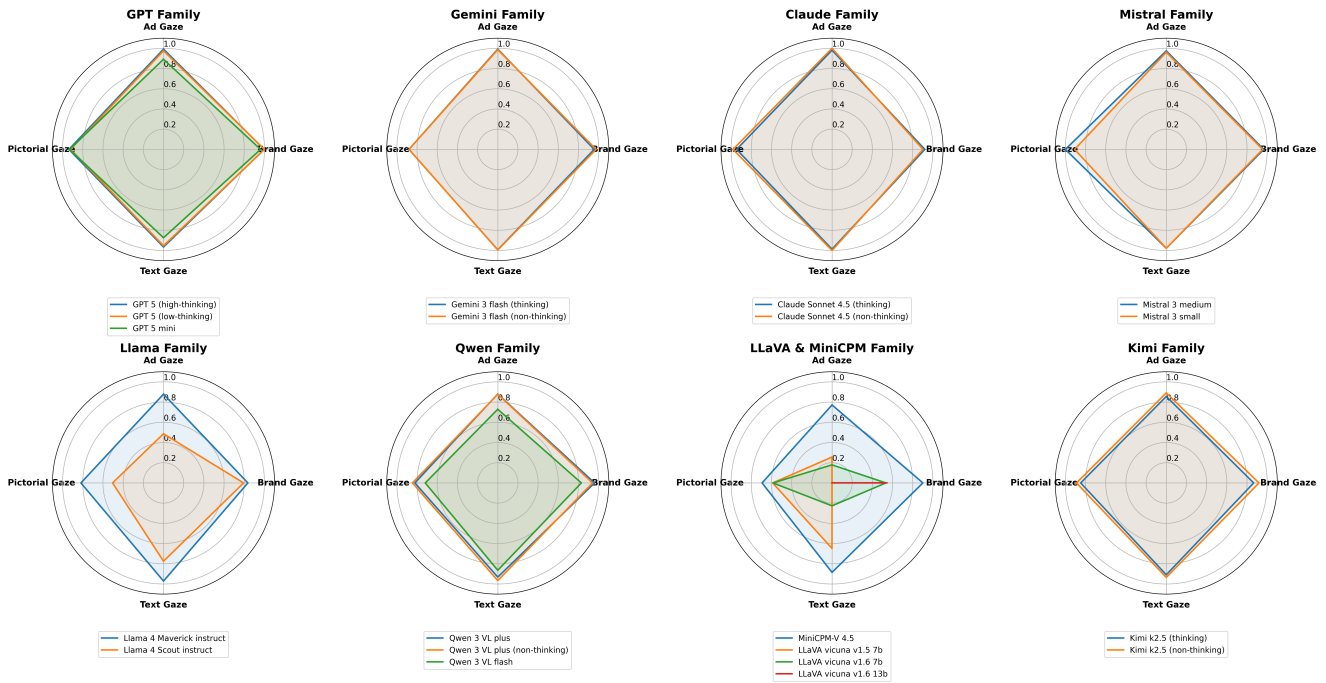 GPT Family
Ad Gaze
1.0
0.8
0.6
0.4
0.2
Pictorial Gaze
Brand Gaze
Text Gaze
GPT 5 (high-thinking)
GPT 5 (low-thinking)
GPT 5 mini
Gemini Family
Ad Gaze
1.0
0.8
0.6
0.4
0.2
Pictorial Gaze
Brand Gaze
Text Gaze
Gemini 3 flash (thinking)
Gemini 3 flash (non-thinking)
Claude Family
Ad Gaze
1.0
0.8
0.6
0.4
0.2
Pictorial Gaze
Brand Gaze
Text Gaze
Claude Sonnet 4.5 (thinking)
Claude Sonnet 4.5 (non-thinking)
Mistral Family
Ad Gaze
1.0
0.8
0.6
0.4
0.2
Pictorial Gaze
Brand Gaze
Text Gaze
Mistral 3 medium
Mistral 3 small
Llama Family
Ad Gaze
1.0
0.8
0.6
0.4
0.2
Pictorial Gaze
Brand Gaze
Text Gaze
Llama 4 Maverick instruct
Llama 4 Scout instruct
Qwen Family
Ad Gaze
1.0
0.8
0.6
0.4
0.2
Pictorial Gaze
Brand Gaze
Text Gaze
Qwen 3 VL plus
Qwen 3 VL plus (non-thinking)
Qwen 3 VL flash
LLaVA & MiniCPM Family
Ad Gaze
1.0
0.8
0.6
0.4
0.2
Pictorial Gaze
Brand Gaze
Text Gaze
MiniCPM-V 4.5
LLaVA vicuna v1.5 7b
LLaVA vicuna v1.6 7b
LLaVA vicuna v1.6 13b
Kimi Family
Ad Gaze
1.0
0.8
0.6
0.4
0.2
Pictorial Gaze
Brand Gaze
Text Gaze
Kimi k2.5 (thinking)
Kimi k2.5 (non-thinking)